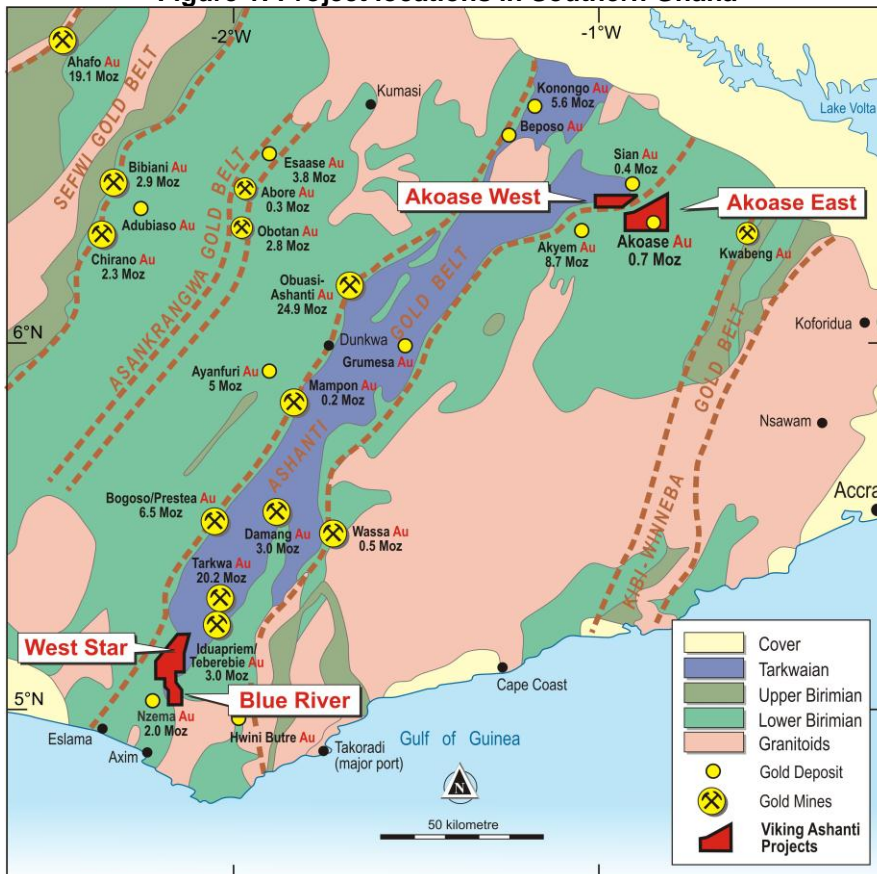 Figure 1: Project locations in Southern Ghana
-2°W
-1°W
Ahafo Au
19.1 Moz
SEFWI GOLD BELT
Kumasi
Konongo Au
5.6 Moz
Beposo Au
Lake Volta
Bibiani Au
2.9 Moz
Adubiaso Au
Chirano Au
2.3 Moz
ASANKRANGWA GOLD BELT
Esaase Au
3.8 Moz
Abore Au
0.3 Moz
Obotan Au
2.8 Moz
Sian Au
0.4 Moz
Akoase West
Akoase East
Akoase Au
0.7 Moz
Akyem Au
8.7 Moz
Kwabeng Au
Obuasi-
Ashanti Au
24.9 Moz
6°N
Dunkwa
Grumesa Au
Koforidua
6°
Ayanfuri Au
5 Moz
Mampon Au
0.2 Moz
ASHANTI GOLD BELT
Nsawam
KIBI-WINNEBA GOLD BELT
Accra
Bogoso/Prestea Au
6.5 Moz
Damang Au
3.0 Moz
Wassa Au
0.5 Moz
Tarkwa Au
20.2 Moz
Iduapriem/
Teberebie Au
3.0 Moz
West Star
Blue River
5°N
Nzema Au
2.0 Moz
Hwini Butre Au
Eslama
Axim
Takoradi
(major port)
Cape Coast
Gulf of Guinea
N
50 kilometre
Cover
Tarkwaian
Upper Birimian
Lower Birimian
Granitoids
Gold Deposit
Gold Mines
Viking Ashanti
Projects